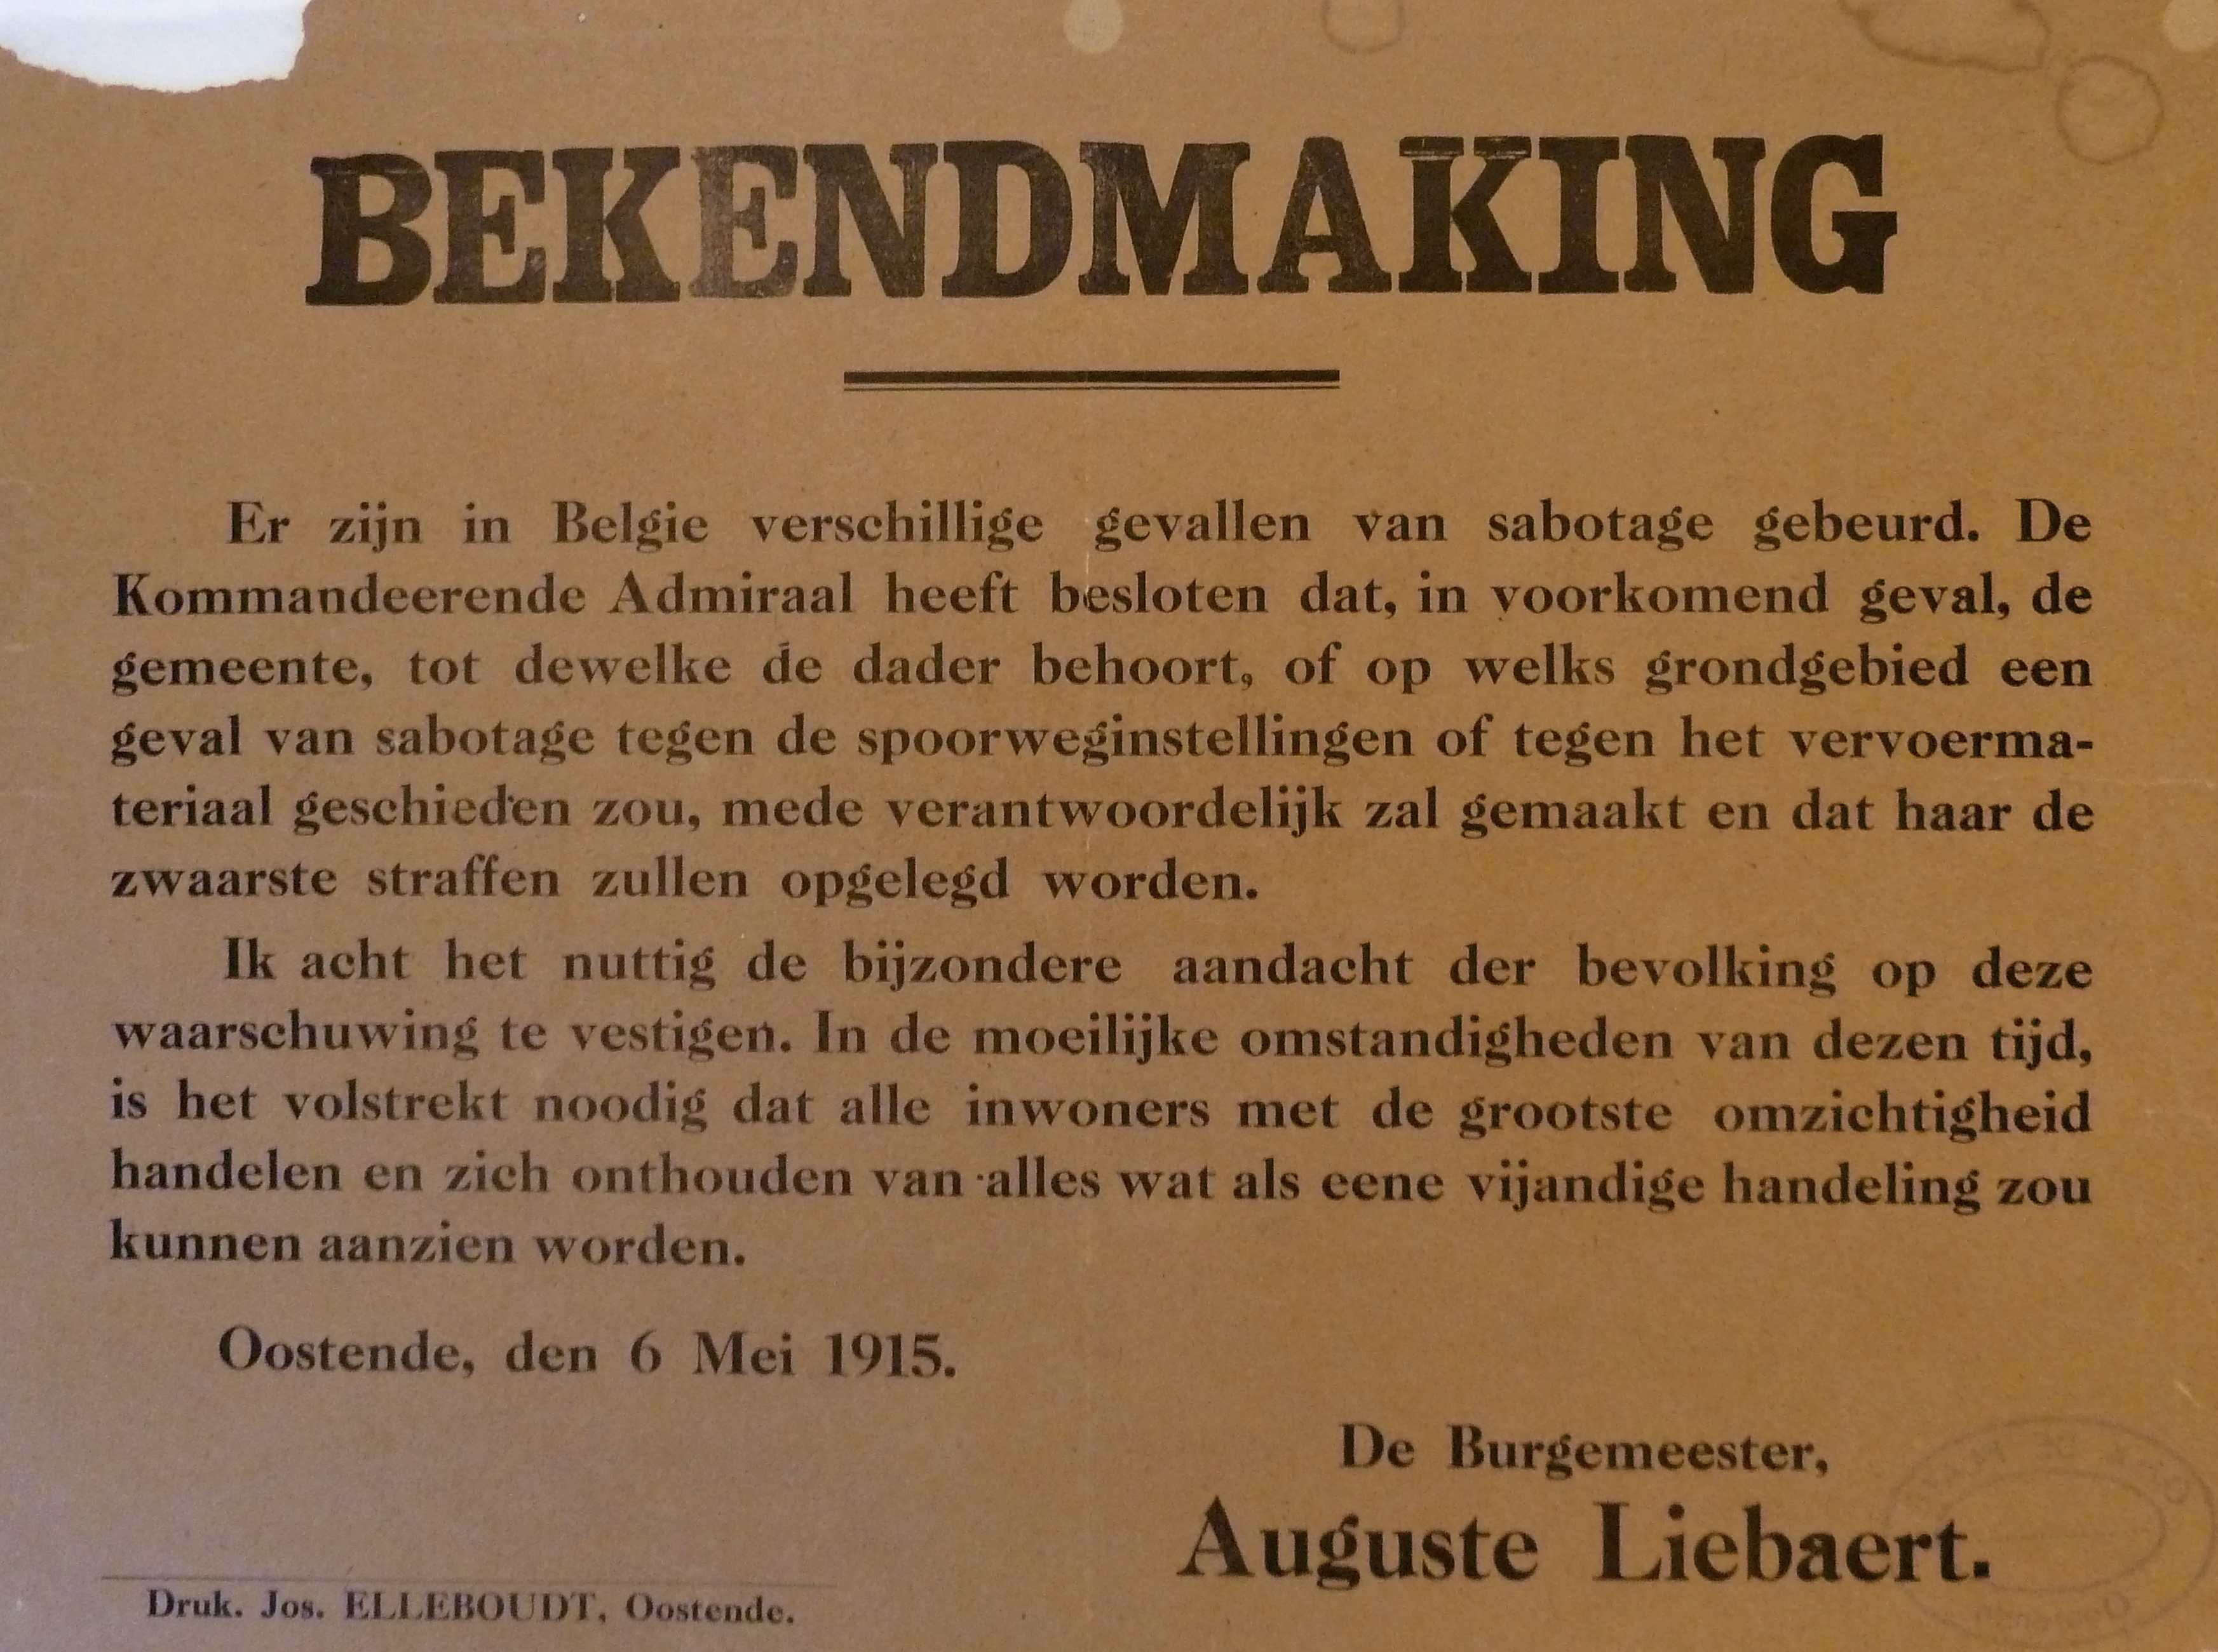 BEKENDMAKING
Er zijn in Belgie verschillige gevallen van sabotage gebeurd. De
Kommandeerende Admiraal heeft besloten dat, in voorkomend geval, de
gemeente, tot dewelke de dader behoort, of op welks grondgebied een
geval van sabotage tegen de spoorweginstellingen of tegen het vervoerma-
teriaal geschieden zou, mede verantwoordelijk zal gemaakt en dat haar de
zwaarste straffen zullen opgelegd worden.
Ik acht het nuttig de bijzondere aandacht der bevolking op deze
waarschuwing te vestigen. In de moeilijke omstandigheden van dezen tijd,
is het volstrekt noodig dat alle inwoners met de grootste omzichtigheid
handelen en zich onthouden van alles wat als eene vijandige handeling zou
kunnen aanzien worden.
Oostende, den 6 Mei 1915.
De Burgemeester,
Auguste Liebaert.
Druk. Jos. ELLEBOUDT, Oostende.